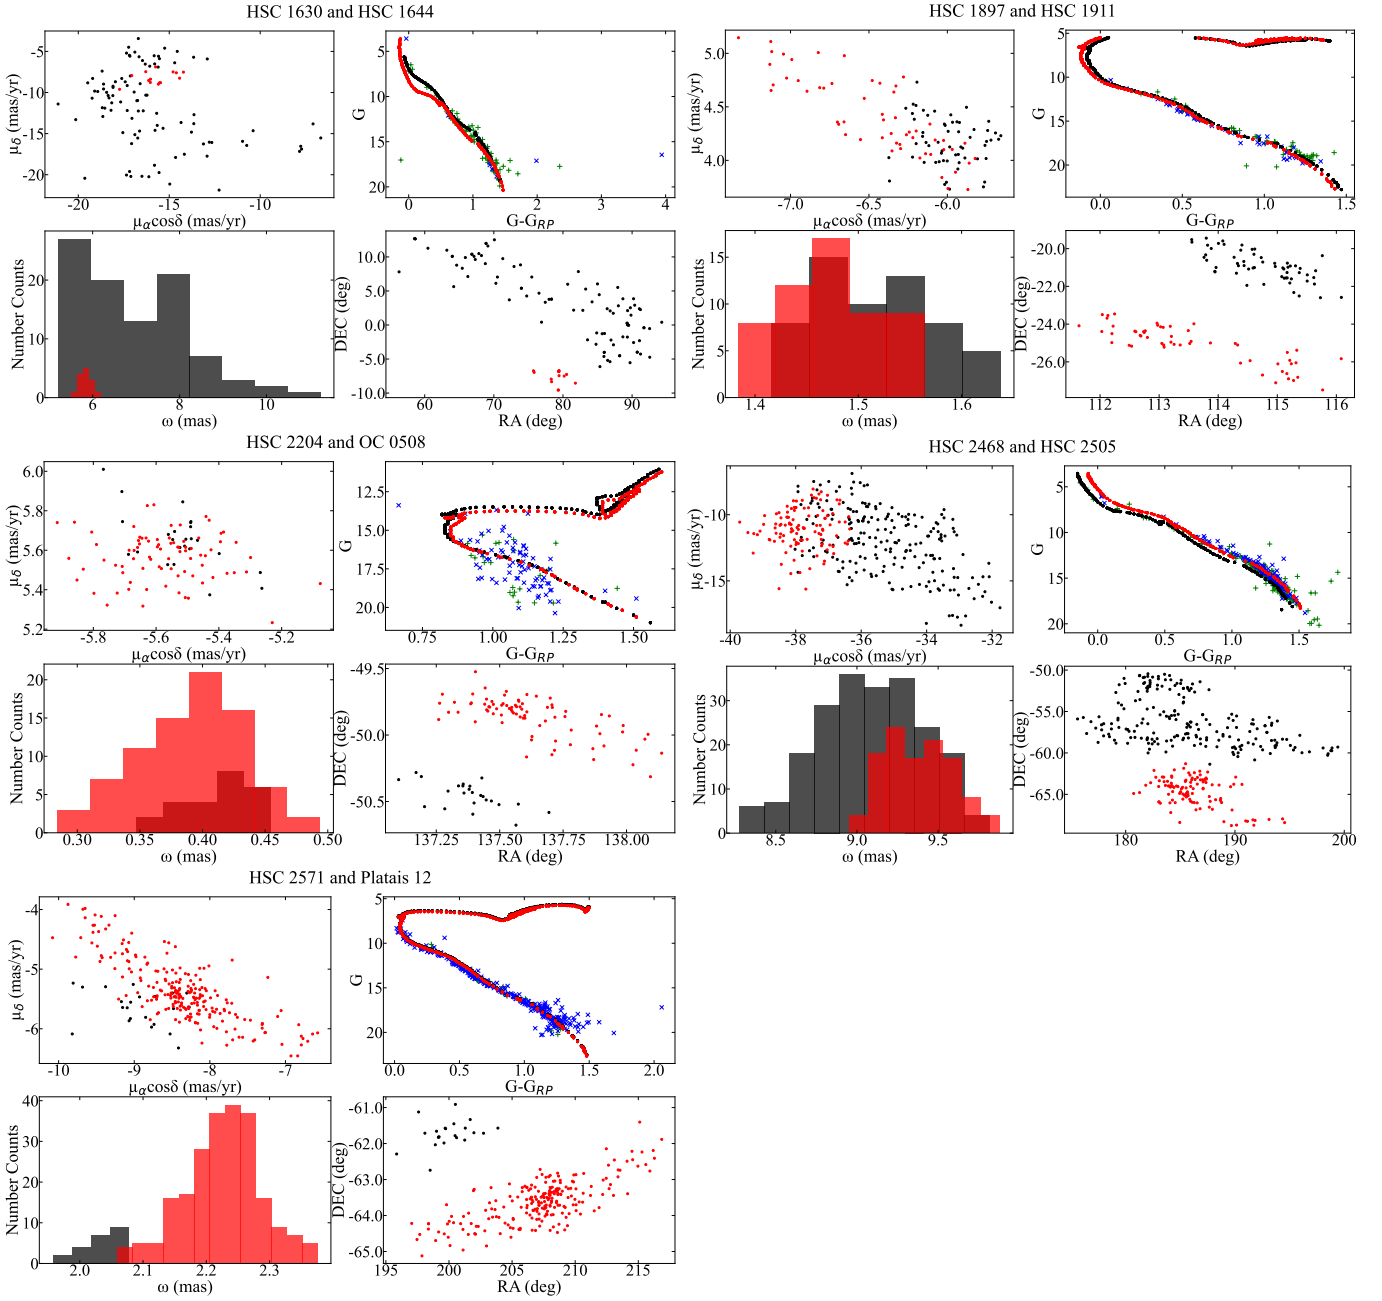 HSC 1630 and HSC 1644
-5
-10
-15
-20
μδ (mas/yr)
-20 -15 -10
μαcosδ (mas/yr)
5
10
15
20
G
0 1 2 3 4
G-GRP
20
10
0
Number Counts
6 8 10
ω (mas)
10.0
5.0
0.0
-5.0
-10.0
DEC (deg)
60 70 80 90
RA (deg)
HSC 1897 and HSC 1911
5.0
4.5
4.0
μδ (mas/yr)
-7.0 -6.5 -6.0
μαcosδ (mas/yr)
5
10
15
20
G
0.0 0.5 1.0 1.5
G-GRP
15
10
5
0
Number Counts
1.4 1.5 1.6
ω (mas)
-20.0
-22.0
-24.0
-26.0
DEC (deg)
112 113 114 115 116
RA (deg)
HSC 2204 and OC 0508
6.0
5.8
5.6
5.4
5.2
μδ (mas/yr)
-5.8 -5.6 -5.4 -5.2
μαcosδ (mas/yr)
12.5
15.0
17.5
20.0
G
0.75 1.00 1.25 1.50
G-GRP
20
15
10
5
0
Number Counts
0.30 0.35 0.40 0.45 0.50
ω (mas)
-49.5
-50.0
-50.5
DEC (deg)
137.25 137.50 137.75 138.00
RA (deg)
HSC 2468 and HSC 2505
-10
-15
μδ (mas/yr)
-40 -38 -36 -34 -32
μαcosδ (mas/yr)
5
10
15
20
G
0.0 0.5 1.0 1.5
G-GRP
30
20
10
0
Number Counts
8.5 9.0 9.5
ω (mas)
-50.0
-55.0
-60.0
-65.0
DEC (deg)
180 190 200
RA (deg)
HSC 2571 and Platais 12
-4
-5
-6
μδ (mas/yr)
-10 -9 -8 -7
μαcosδ (mas/yr)
5
10
15
20
G
0.0 0.5 1.0 1.5 2.0
G-GRP
40
30
20
10
0
Number Counts
2.0 2.1 2.2 2.3
ω (mas)
-61.0
-62.0
-63.0
-64.0
-65.0
DEC (deg)
195 200 205 210 215
RA (deg)